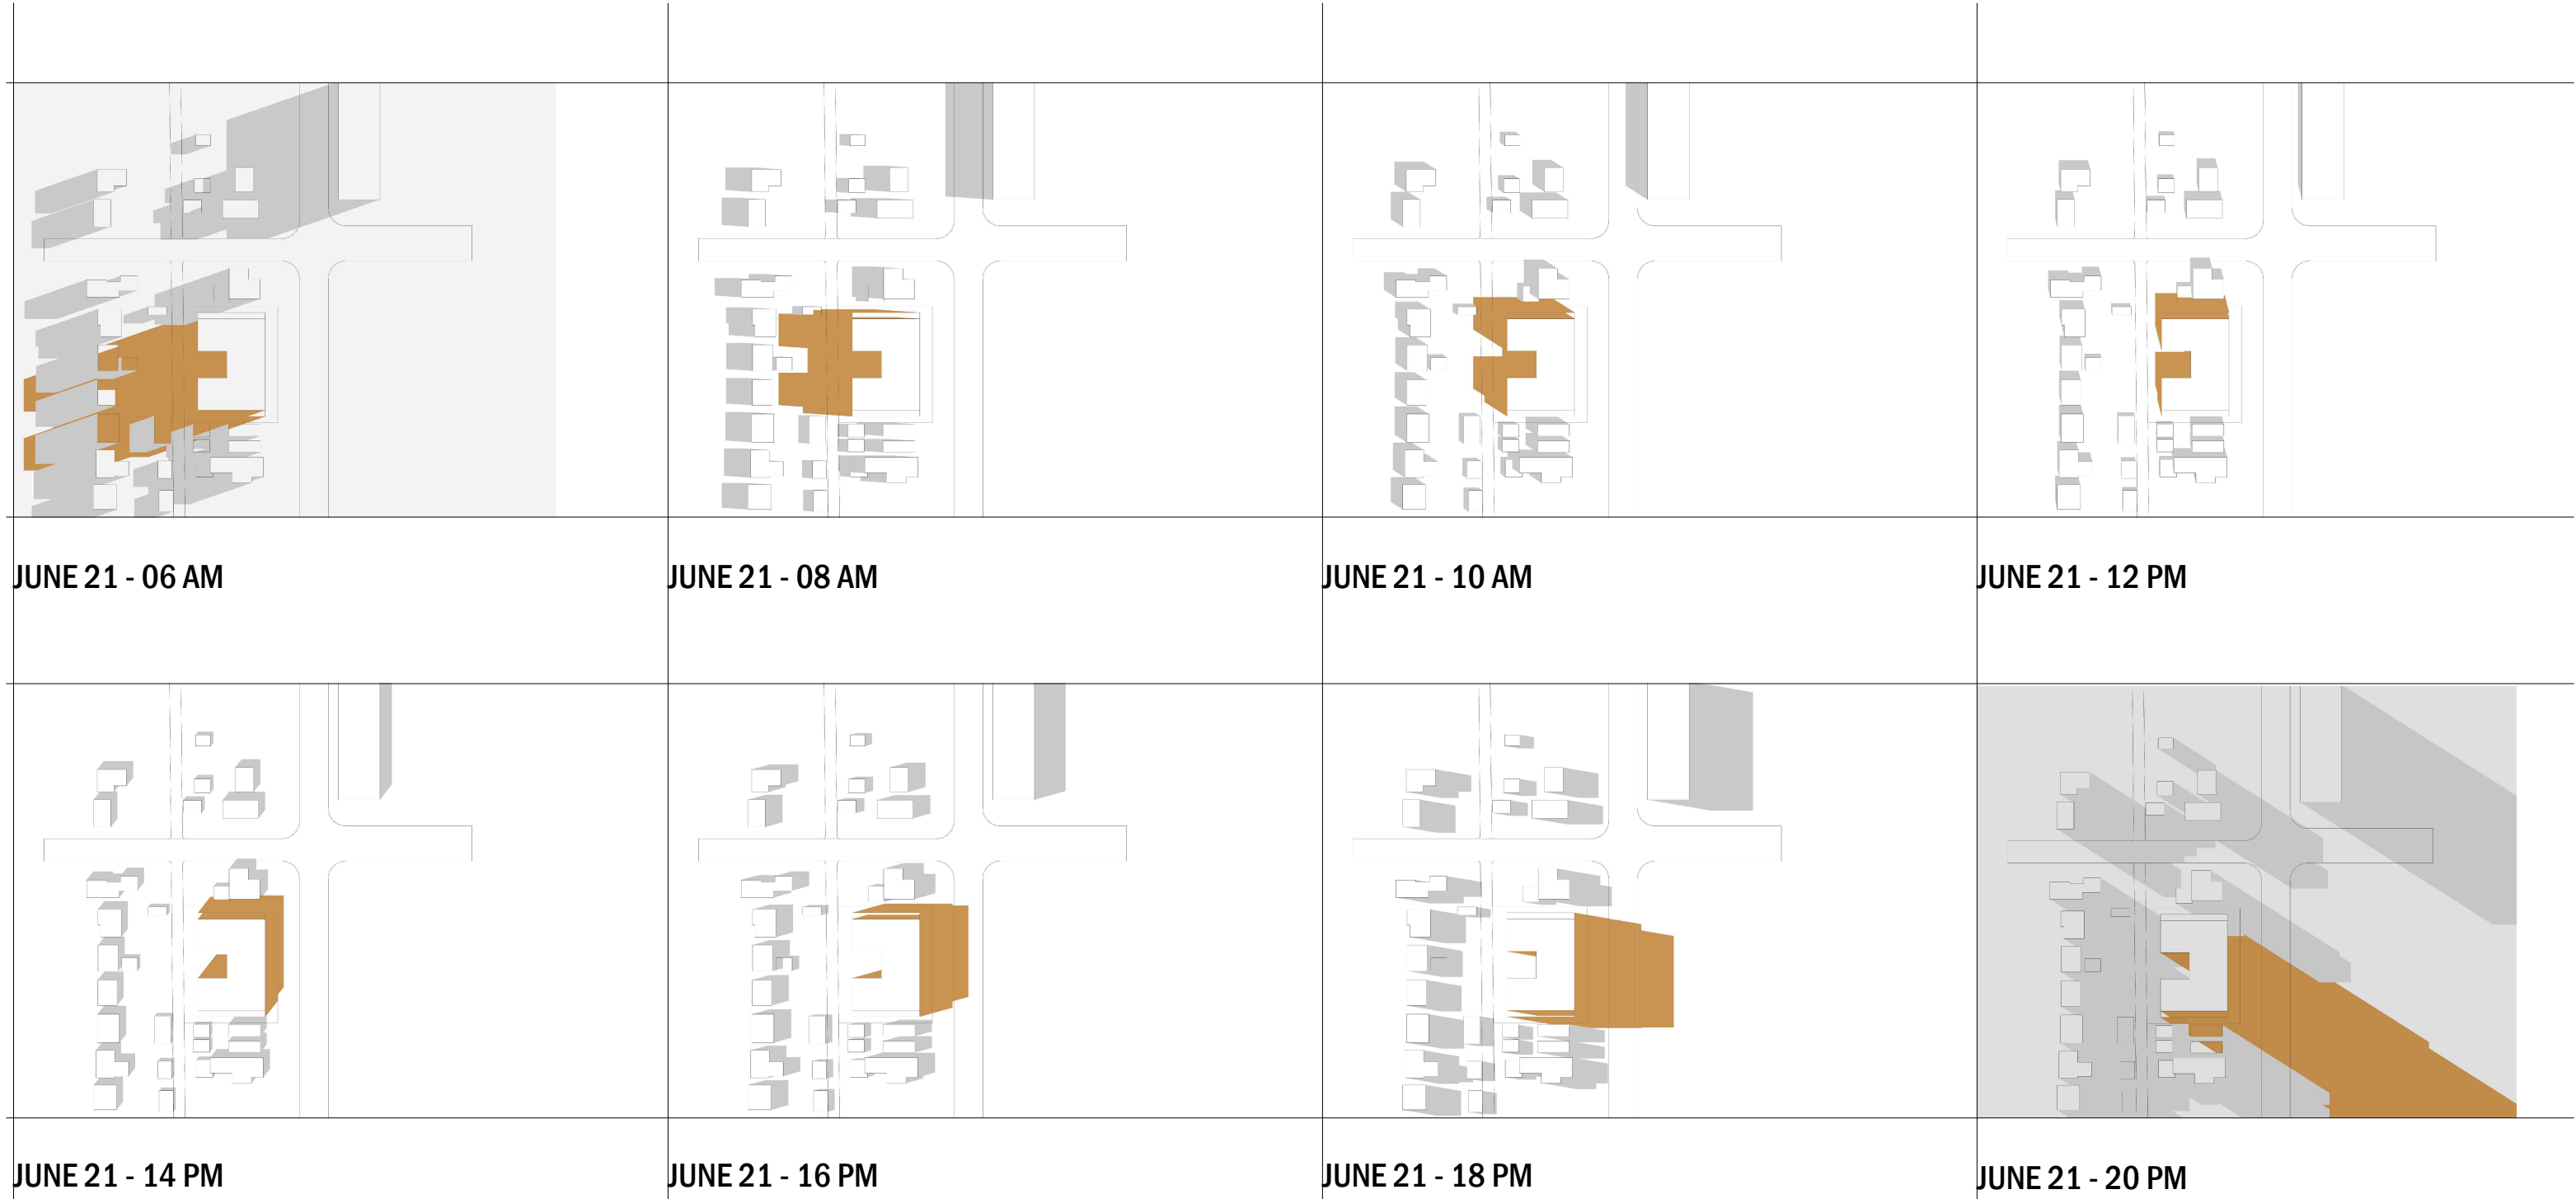 JUNE 21 - 06 AM
JUNE 21 - 08 AM
JUNE 21 - 10 AM
JUNE 21 - 12 PM
JUNE 21 - 14 PM
JUNE 21 - 16 PM
JUNE 21 - 18 PM
JUNE 21 - 20 PM